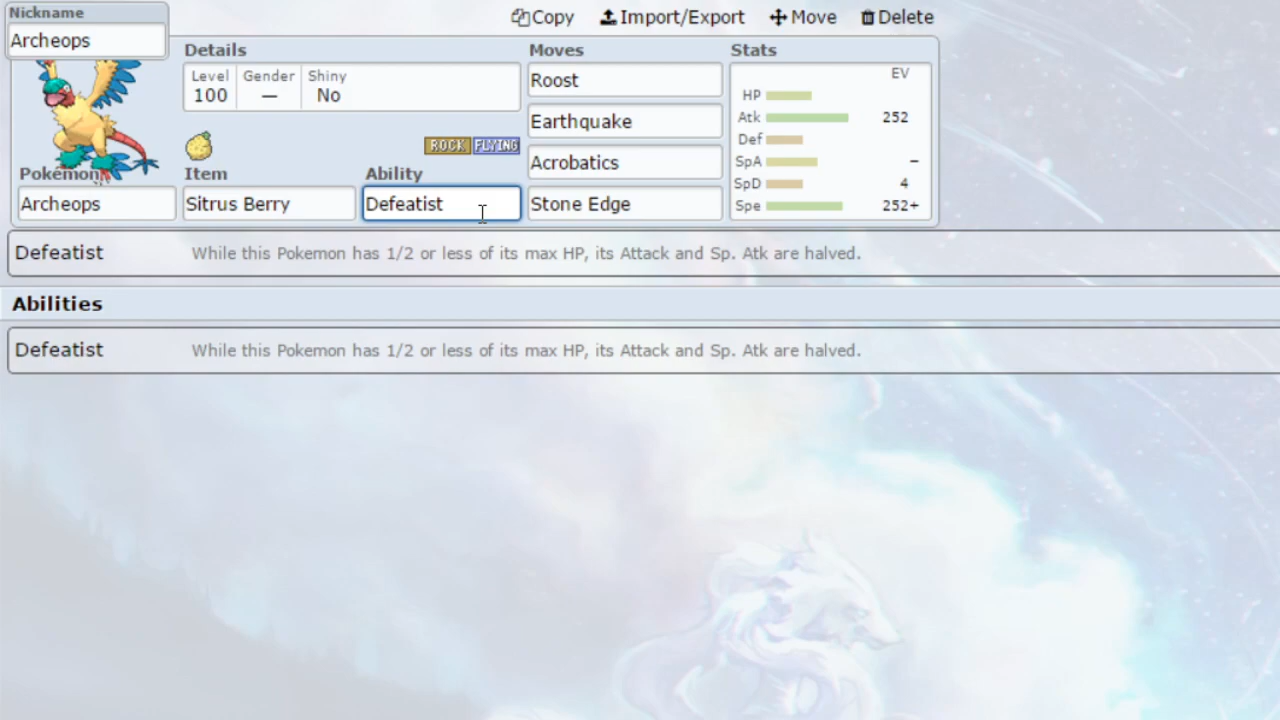 Nickname
Archeops
Copy Import/Export Move Delete
Details
Moves
Stats
Level
100
Gender
—
Shiny
No
Roost
Earthquake
Acrobatics
Stone Edge
EV
HP
Atk 252
Def
SpA –
SpD 4
Spe 252+
ROCK FLYING
Pokémon
Archeops
Item
Sitrus Berry
Ability
Defeatist
Defeatist While this Pokemon has 1/2 or less of its max HP, its Attack and Sp. Atk are halved.
Abilities
Defeatist While this Pokemon has 1/2 or less of its max HP, its Attack and Sp. Atk are halved.